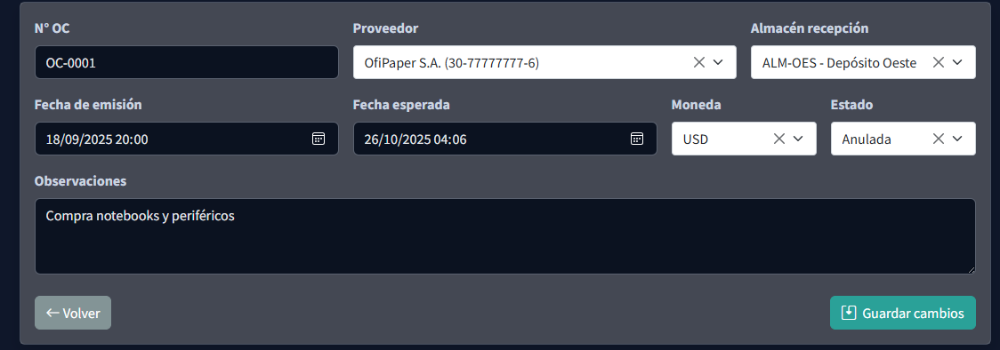 N° OC
Proveedor
Almacén recepción
OC-0001
OfiPaper S.A. (30-77777777-6)
ALM-OES - Depósito Oeste
Fecha de emisión
Fecha esperada
Moneda
Estado
18/09/2025 20:00
26/10/2025 04:06
USD
Anulada
Observaciones
Compra notebooks y periféricos
Volver
Guardar cambios